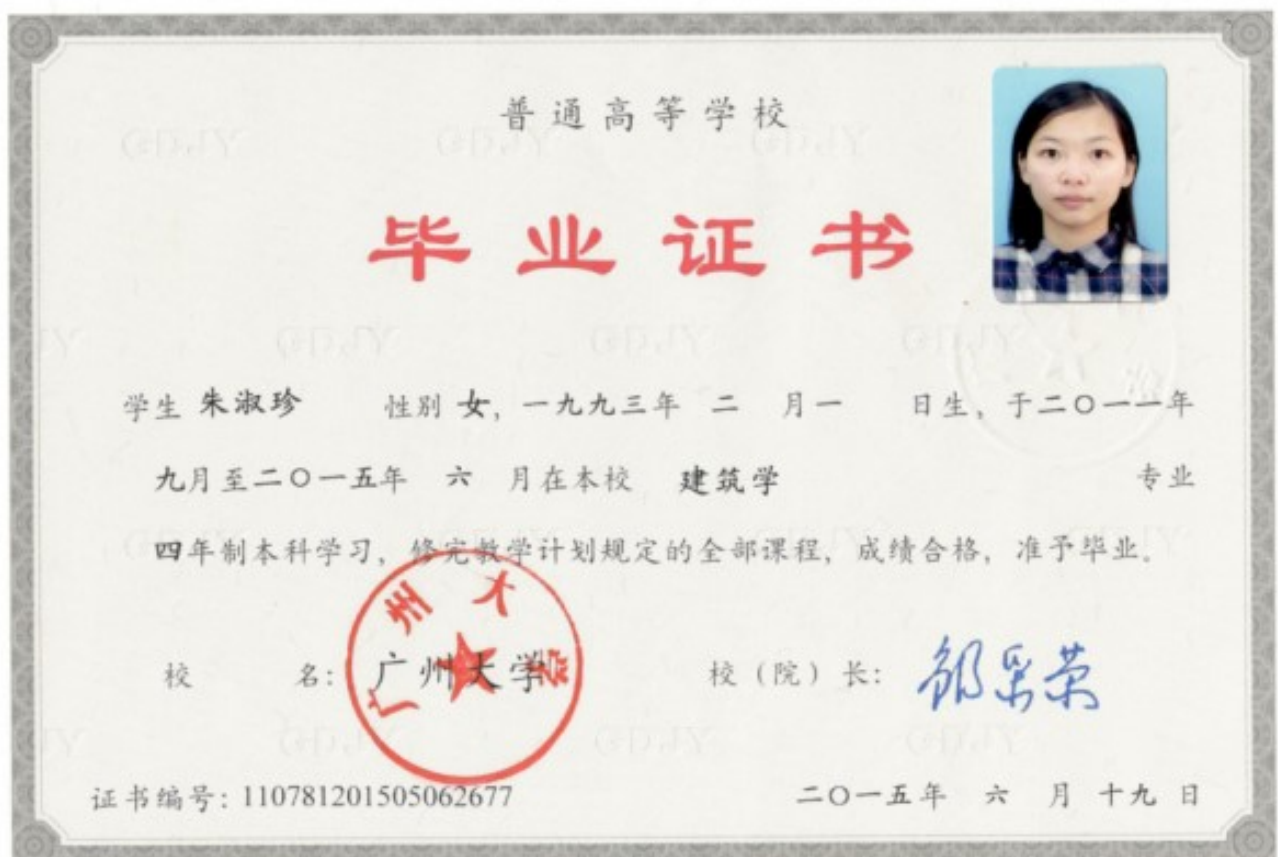 普通高等学校
毕业证书
学生 朱淑珍 性别 女，一九九三年 二 月一 日生，于二〇一一年
九月至二〇一五年 六 月在本校 建筑学 专业
四年制本科学习，修完教学计划规定的全部课程，成绩合格，准予毕业。
校 名：广州大学 校（院）长：
广州大学
证书编号：110781201505062677 二〇一五年 六 月 十九 日
GDJY